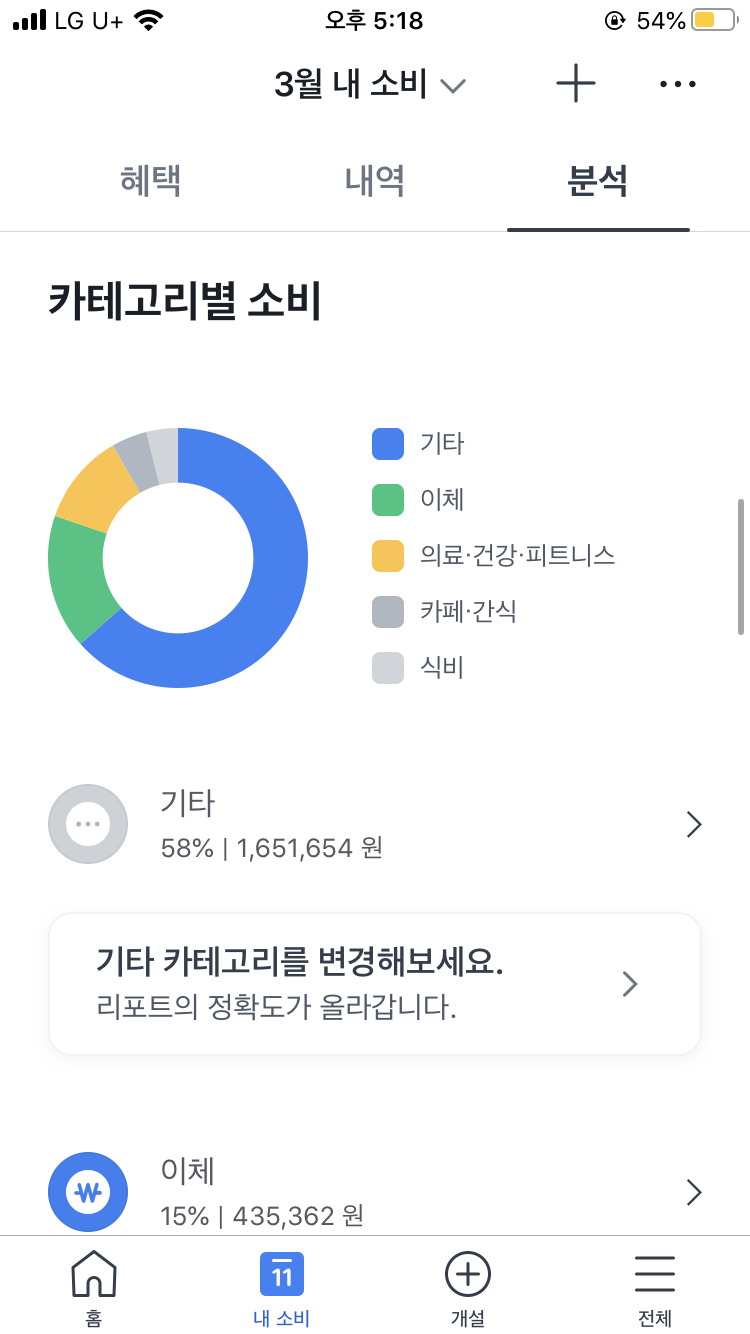 LG U+ 오후 5:18 54%
3월 내 소비
혜택 내역 분석
카테고리별 소비
기타
이체
의료·건강·피트니스
카페·간식
식비
기타
58% | 1,651,654 원
기타 카테고리를 변경해보세요.
리포트의 정확도가 올라갑니다.
이체
15% | 435,362 원
11
홈 내 소비 개설 전체